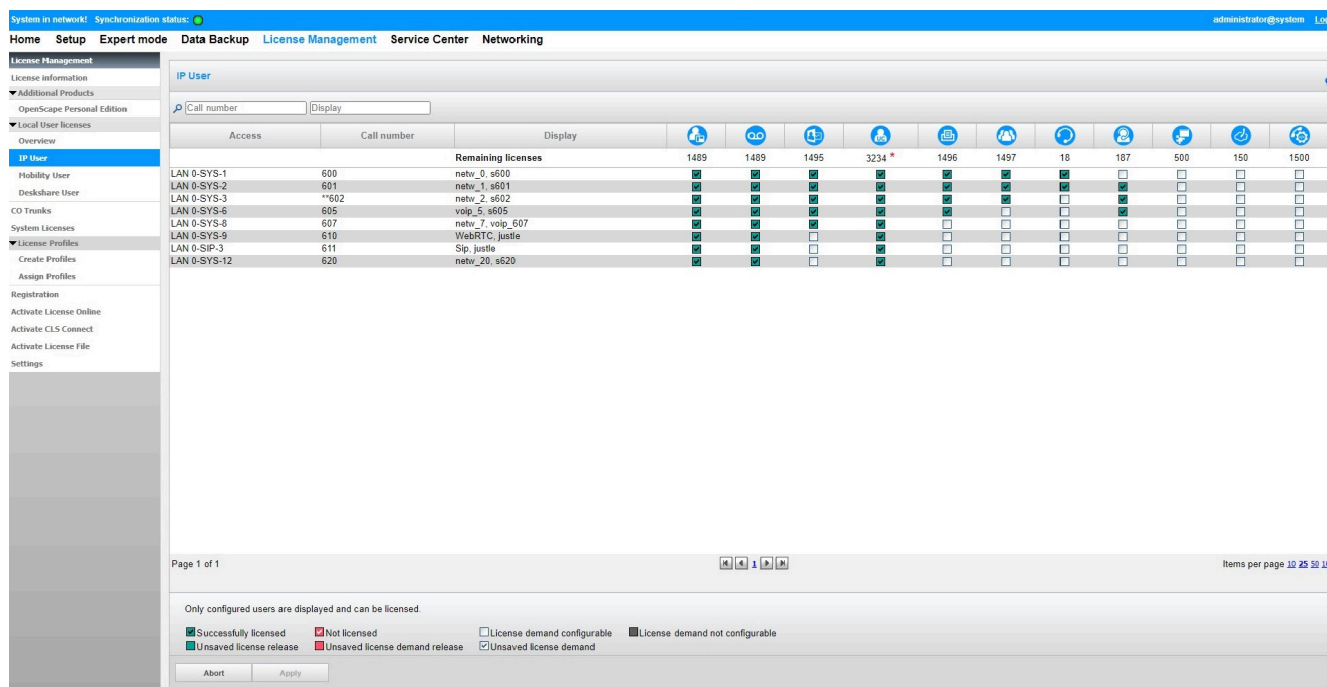 System in network! Synchronization status:
administrator@system
Home Setup Expert mode Data Backup License Management Service Center Networking
License Management
License information
Additional Products
OpenScape Personal Edition
Local User licenses
Overview
IP User
Mobility User
Deskshare User
CO Trunks
System Licenses
License Profiles
Create Profiles
Assign Profiles
Registration
Activate License Online
Activate CLS Connect
Activate License File
Settings
IP User
Call number Display
Access Call number Display
Remaining licenses 1489 1489 1495 3234 * 1496 1497 18 187 500 150 1500
LAN 0-SYS-1 600 netw_0, s600
LAN 0-SYS-2 601 netw_1, s601
LAN 0-SYS-3 **602 netw_2, s602
LAN 0-SYS-6 605 voip_5, s605
LAN 0-SYS-8 607 netw_7, voip_607
LAN 0-SYS-9 610 WebRTC, justle
LAN 0-SIP-3 611 Sip, justle
LAN 0-SYS-12 620 netw_20, s620
Page 1 of 1 1 Items per page 10 25 50
Only configured users are displayed and can be licensed.
Successfully licensed Not licensed License demand configurable License demand not configurable
Unsaved license release Unsaved license demand release Unsaved license demand
Abort Apply